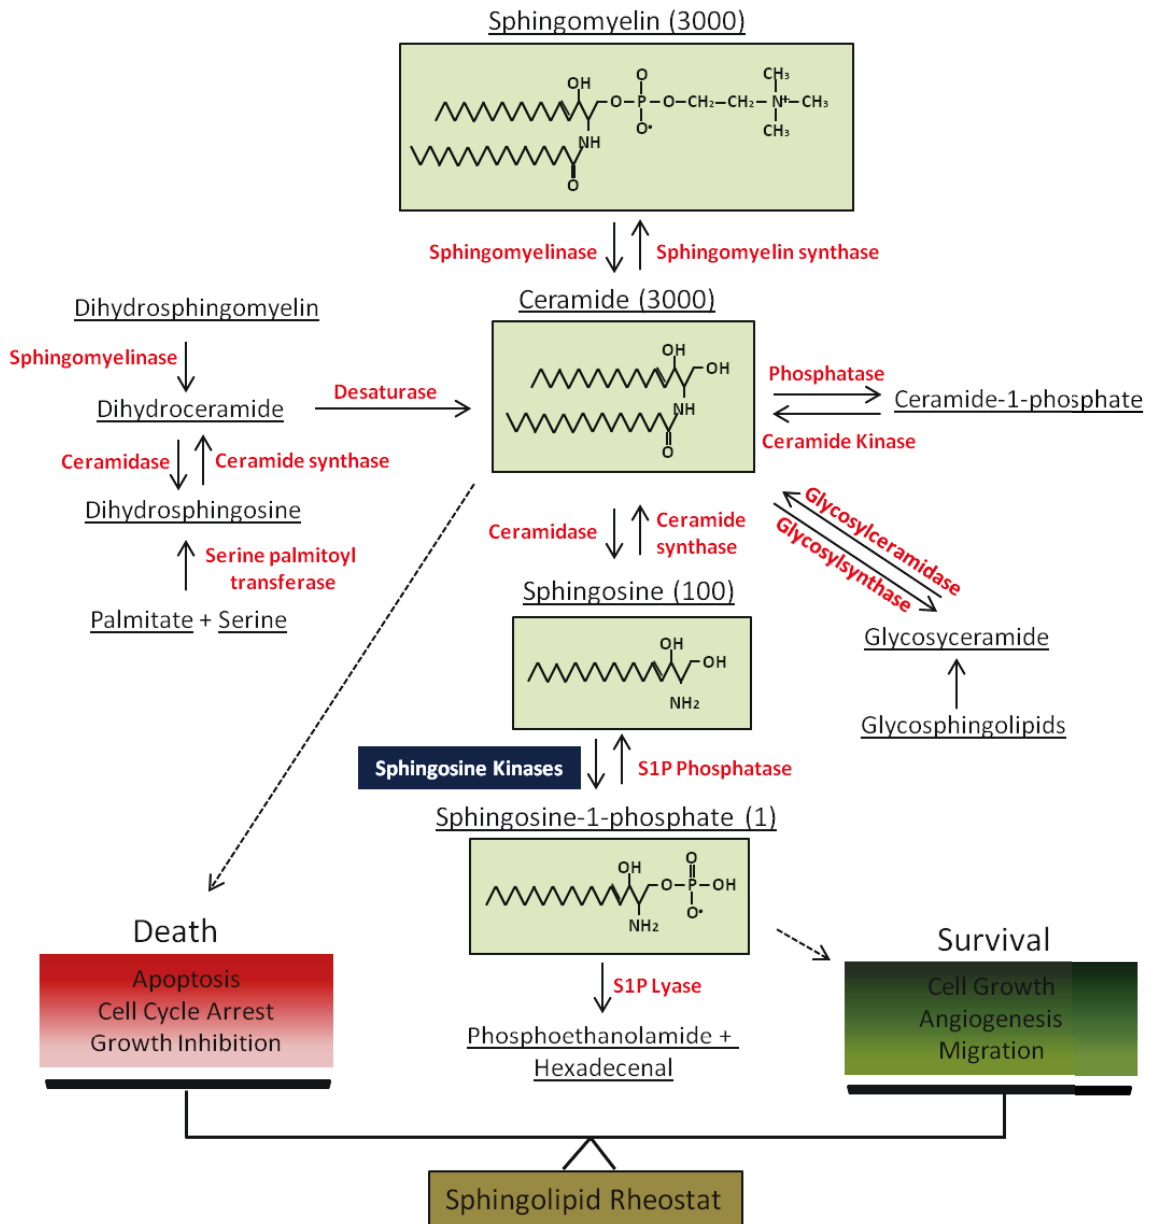 Sphingomyelin (3000)
OH
O
O
P
O
CH₂
CH₂
N+
CH₃
CH₃
CH₃
O•
NH
O
Sphingomyelinase
Sphingomyelin synthase
Dihydrosphingomyelin
Sphingomyelinase
Dihydroceramide
Desaturase
Ceramidase
Ceramide synthase
Dihydrosphingosine
Serine palmitoyl
transferase
Palmitate + Serine
Ceramide (3000)
OH
OH
NH
O
Phosphatase
Ceramide-1-phosphate
Ceramide Kinase
Glycosylceramidase
Glycosylsynthase
Glycosyceramide
Glycosphingolipids
Ceramidase
Ceramide
synthase
Sphingosine (100)
OH
OH
NH₂
Sphingosine Kinases
S1P Phosphatase
Sphingosine-1-phosphate (1)
OH
O
O
P
OH
O•
NH₂
S1P Lyase
Phosphoethanolamide +
Hexadecenal
Death
Apoptosis
Cell Cycle Arrest
Growth Inhibition
Survival
Cell Growth
Angiogenesis
Migration
Sphingolipid Rheostat